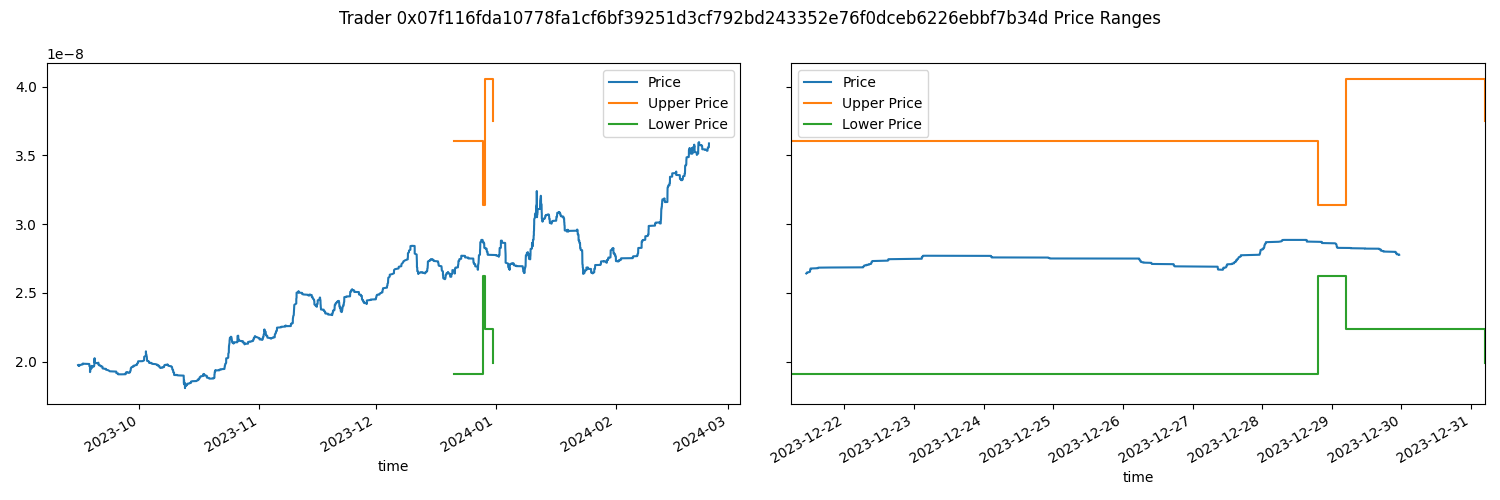 Trader 0x07f116fda10778fa1cf6bf39251d3cf792bd243352e76f0dceb6226ebbf7b34d Price Ranges
1e−8
4.0
3.5
3.0
2.5
2.0
Price
Upper Price
Lower Price
2023-10
2023-11
2023-12
2024-01
2024-02
2024-03
time
Price
Upper Price
Lower Price
2023-12-22
2023-12-23
2023-12-24
2023-12-25
2023-12-26
2023-12-27
2023-12-28
2023-12-29
2023-12-30
2023-12-31
time